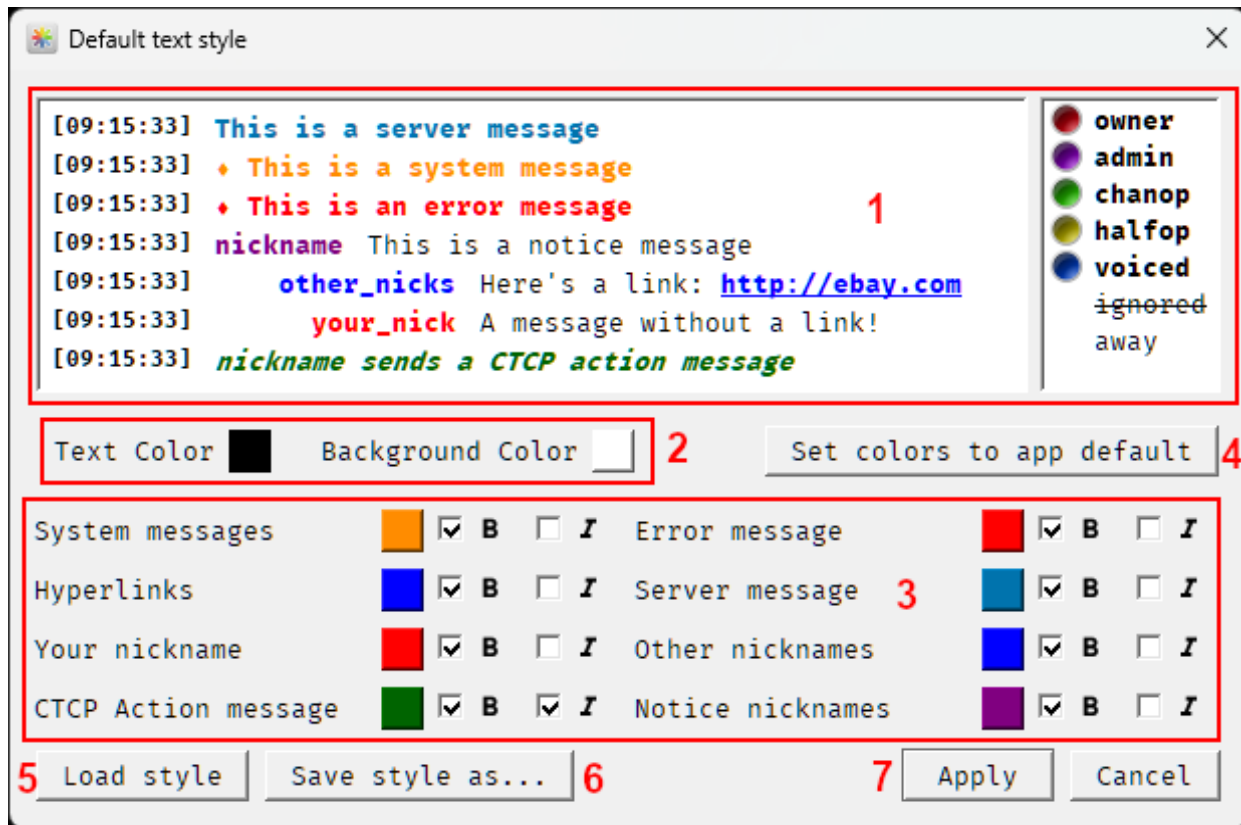 Default text style
[09:15:33] This is a server message
[09:15:33] ♦ This is a system message
[09:15:33] ♦ This is an error message
[09:15:33] nickname This is a notice message
[09:15:33] other_nicks Here's a link: http://ebay.com
[09:15:33] your_nick A message without a link!
[09:15:33] nickname sends a CTCP action message
1
owner
admin
chanop
halfop
voiced
ignored
away
Text Color Background Color 2 Set colors to app default 4
System messages B I Error message B I
Hyperlinks B I Server message 3 B I
Your nickname B I Other nicknames B I
CTCP Action message B I Notice nicknames B I
5 Load style Save style as... 6 7 Apply Cancel